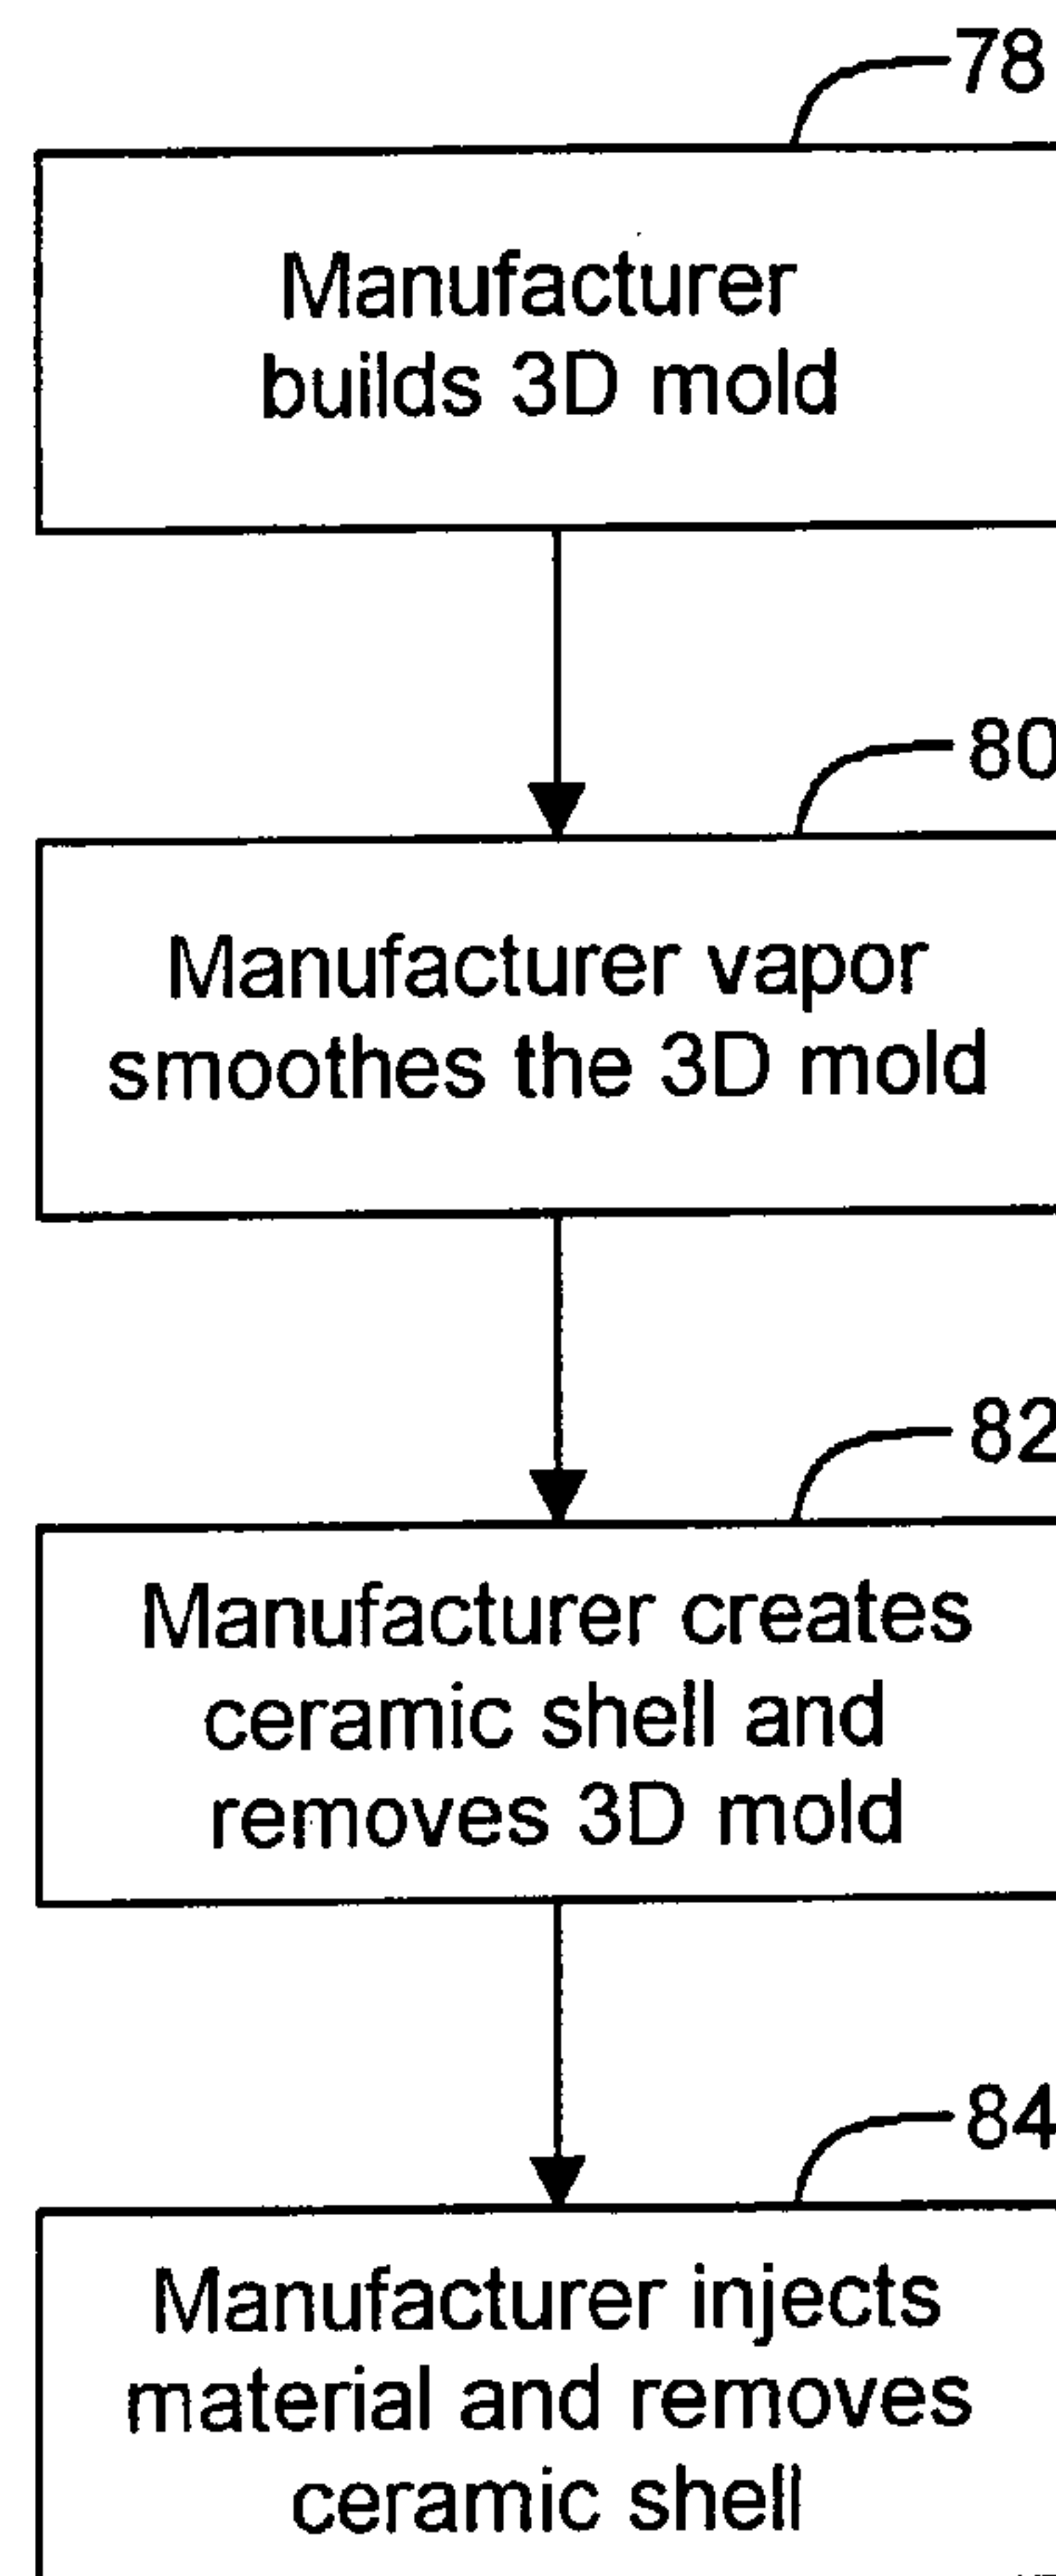 78
Manufacturer
builds 3D mold
80
Manufacturer vapor
smoothes the 3D mold
82
Manufacturer creates
ceramic shell and
removes 3D mold
84
Manufacturer injects
material and removes
ceramic shell